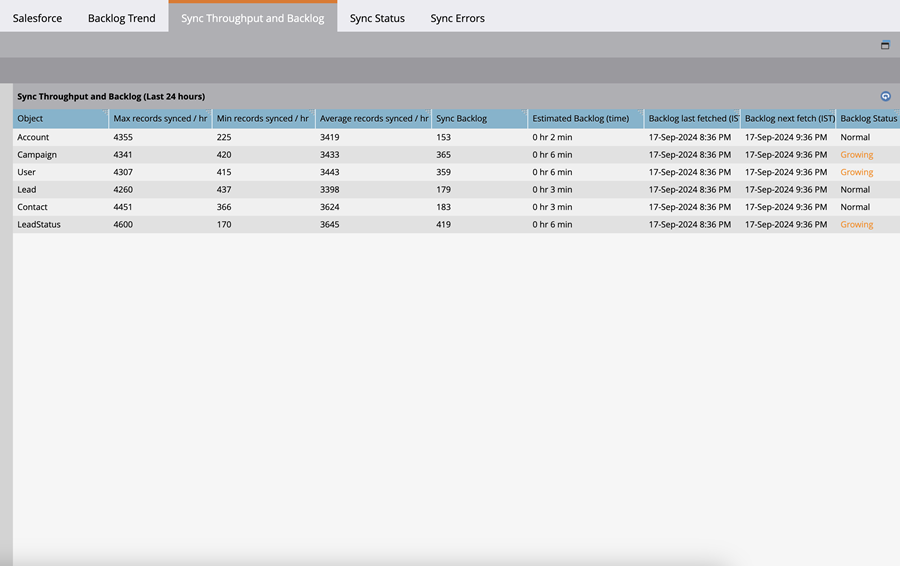 Salesforce Backlog Trend Sync Throughput and Backlog Sync Status Sync Errors
Sync Throughput and Backlog (Last 24 hours)
Object Max records synced / hr Min records synced / hr Average records synced / hr Sync Backlog Estimated Backlog (time) Backlog last fetched (IS Backlog next fetch (IST) Backlog Status
Account 4355 225 3419 153 0 hr 2 min 17-Sep-2024 8:36 PM 17-Sep-2024 9:36 PM Normal
Campaign 4341 420 3433 365 0 hr 6 min 17-Sep-2024 8:36 PM 17-Sep-2024 9:36 PM Growing
User 4307 415 3443 359 0 hr 6 min 17-Sep-2024 8:36 PM 17-Sep-2024 9:36 PM Growing
Lead 4260 437 3398 179 0 hr 3 min 17-Sep-2024 8:36 PM 17-Sep-2024 9:36 PM Normal
Contact 4451 366 3624 183 0 hr 3 min 17-Sep-2024 8:36 PM 17-Sep-2024 9:36 PM Normal
LeadStatus 4600 170 3645 419 0 hr 6 min 17-Sep-2024 8:36 PM 17-Sep-2024 9:36 PM Growing